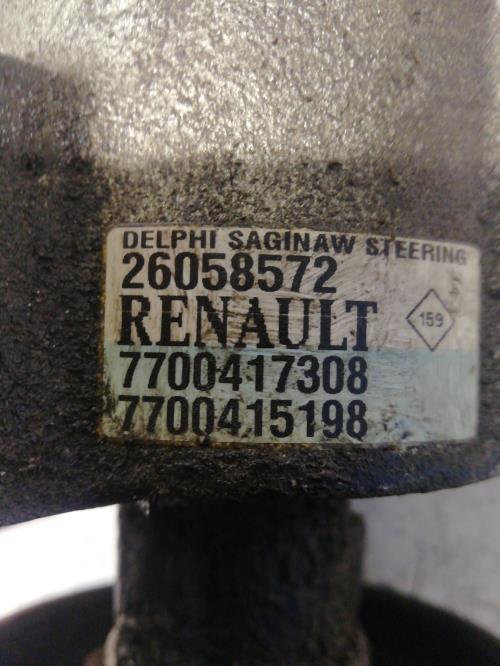 DELPHI SAGINAW STEERING
26058572
RENAULT
159
7700417308
7700415198